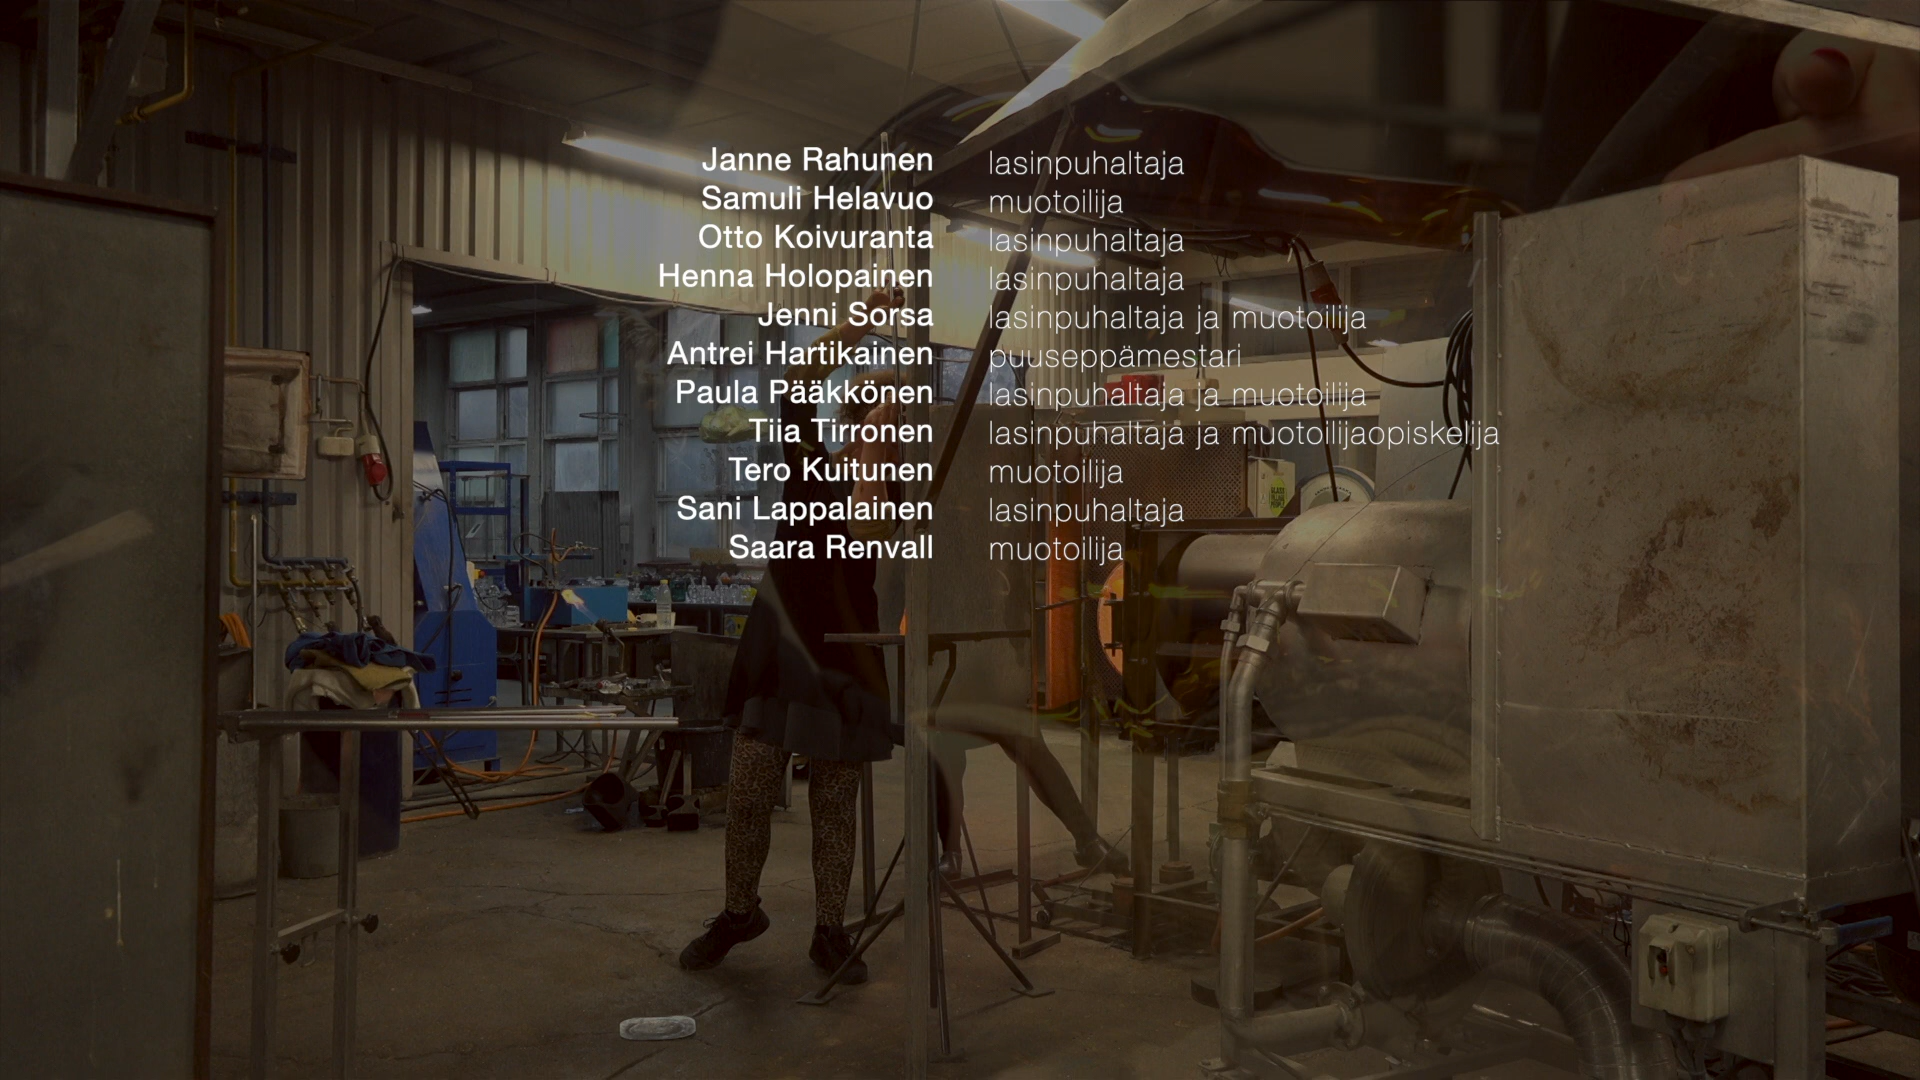 Janne Rahunen lasinpuhaltaja
Samuli Helavuo muotoilija
Otto Koivuranta lasinpuhaltaja
Henna Holopainen lasinpuhaltaja
Jenni Sorsa lasinpuhaltaja ja muotoilija
Antrei Hartikainen puuseppämestari
Paula Pääkkönen lasinpuhaltaja ja muotoilija
Tiia Tirronen lasinpuhaltaja ja muotoilijaopiskelija
Tero Kuitunen muotoilija
Sani Lappalainen lasinpuhaltaja
Saara Renvall muotoilija